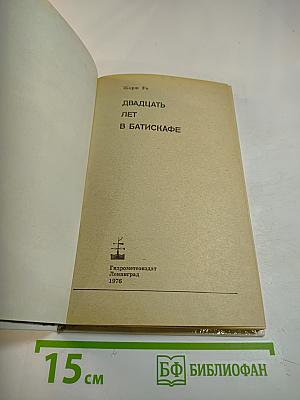 Жорж Уо
ДВАДЦАТЬ
ЛЕТ
В БАТИСКАФЕ
Гидрометеоиздат
Ленинград
1976
15 см
БФ БИБЛИОФАН